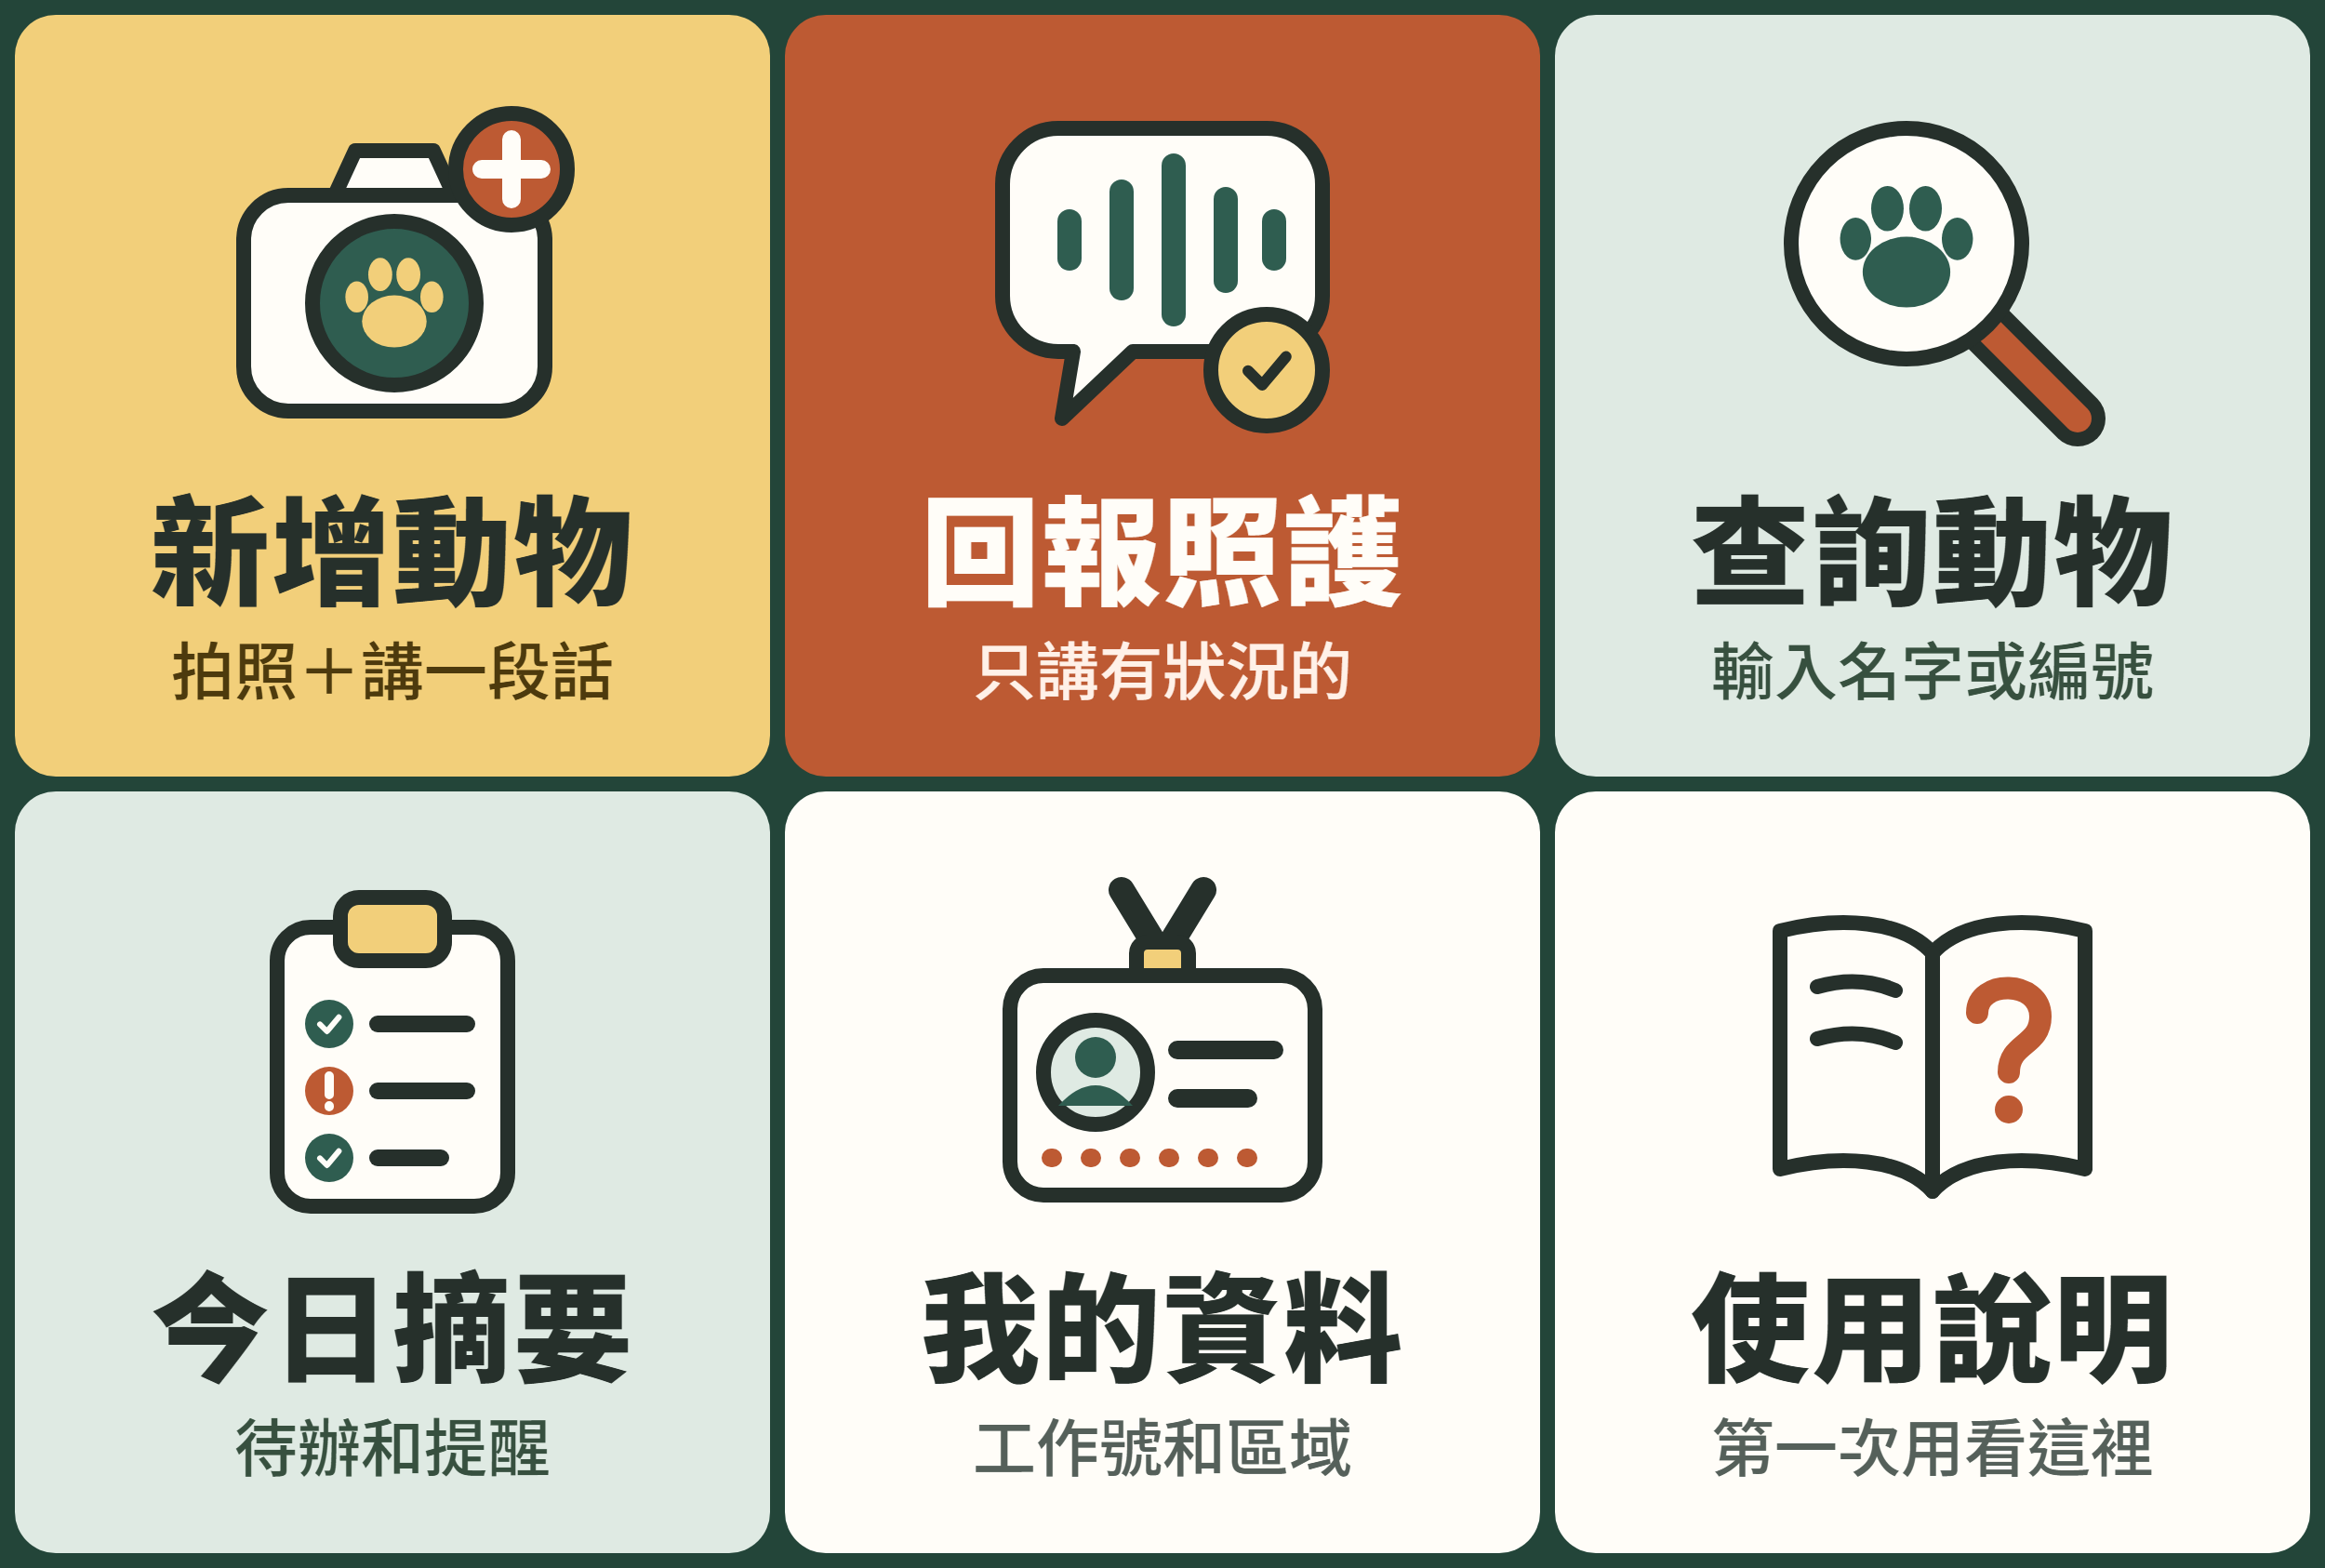 新增動物
拍照＋講一段話
回報照護
只講有狀況的
查詢動物
輸入名字或編號
今日摘要
待辦和提醒
我的資料
工作號和區域
使用說明
第一次用看這裡